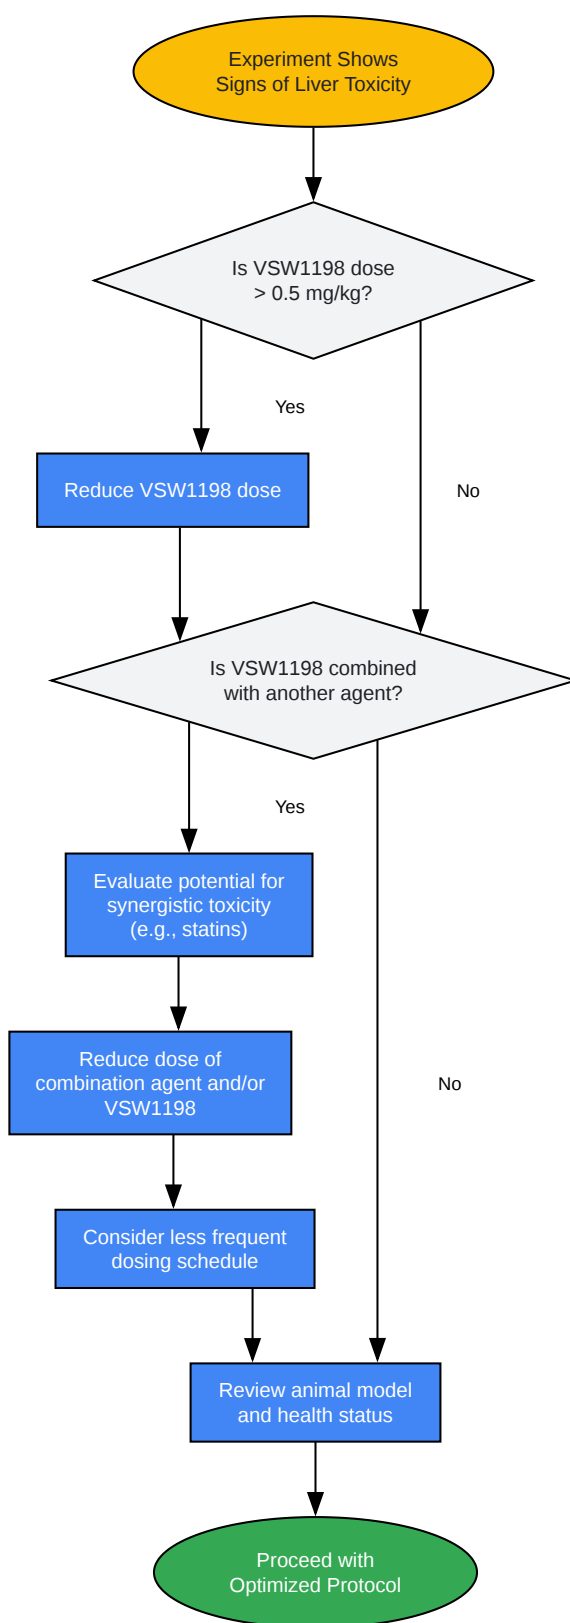 Experiment Shows
Signs of Liver Toxicity
Is VSW1198 dose
> 0.5 mg/kg?
Yes
Reduce VSW1198 dose
No
Is VSW1198 combined
with another agent?
Yes
Evaluate potential for
synergistic toxicity
(e.g., statins)
Reduce dose of
combination agent and/or
VSW1198
No
Consider less frequent
dosing schedule
Review animal model
and health status
Proceed with
Optimized Protocol